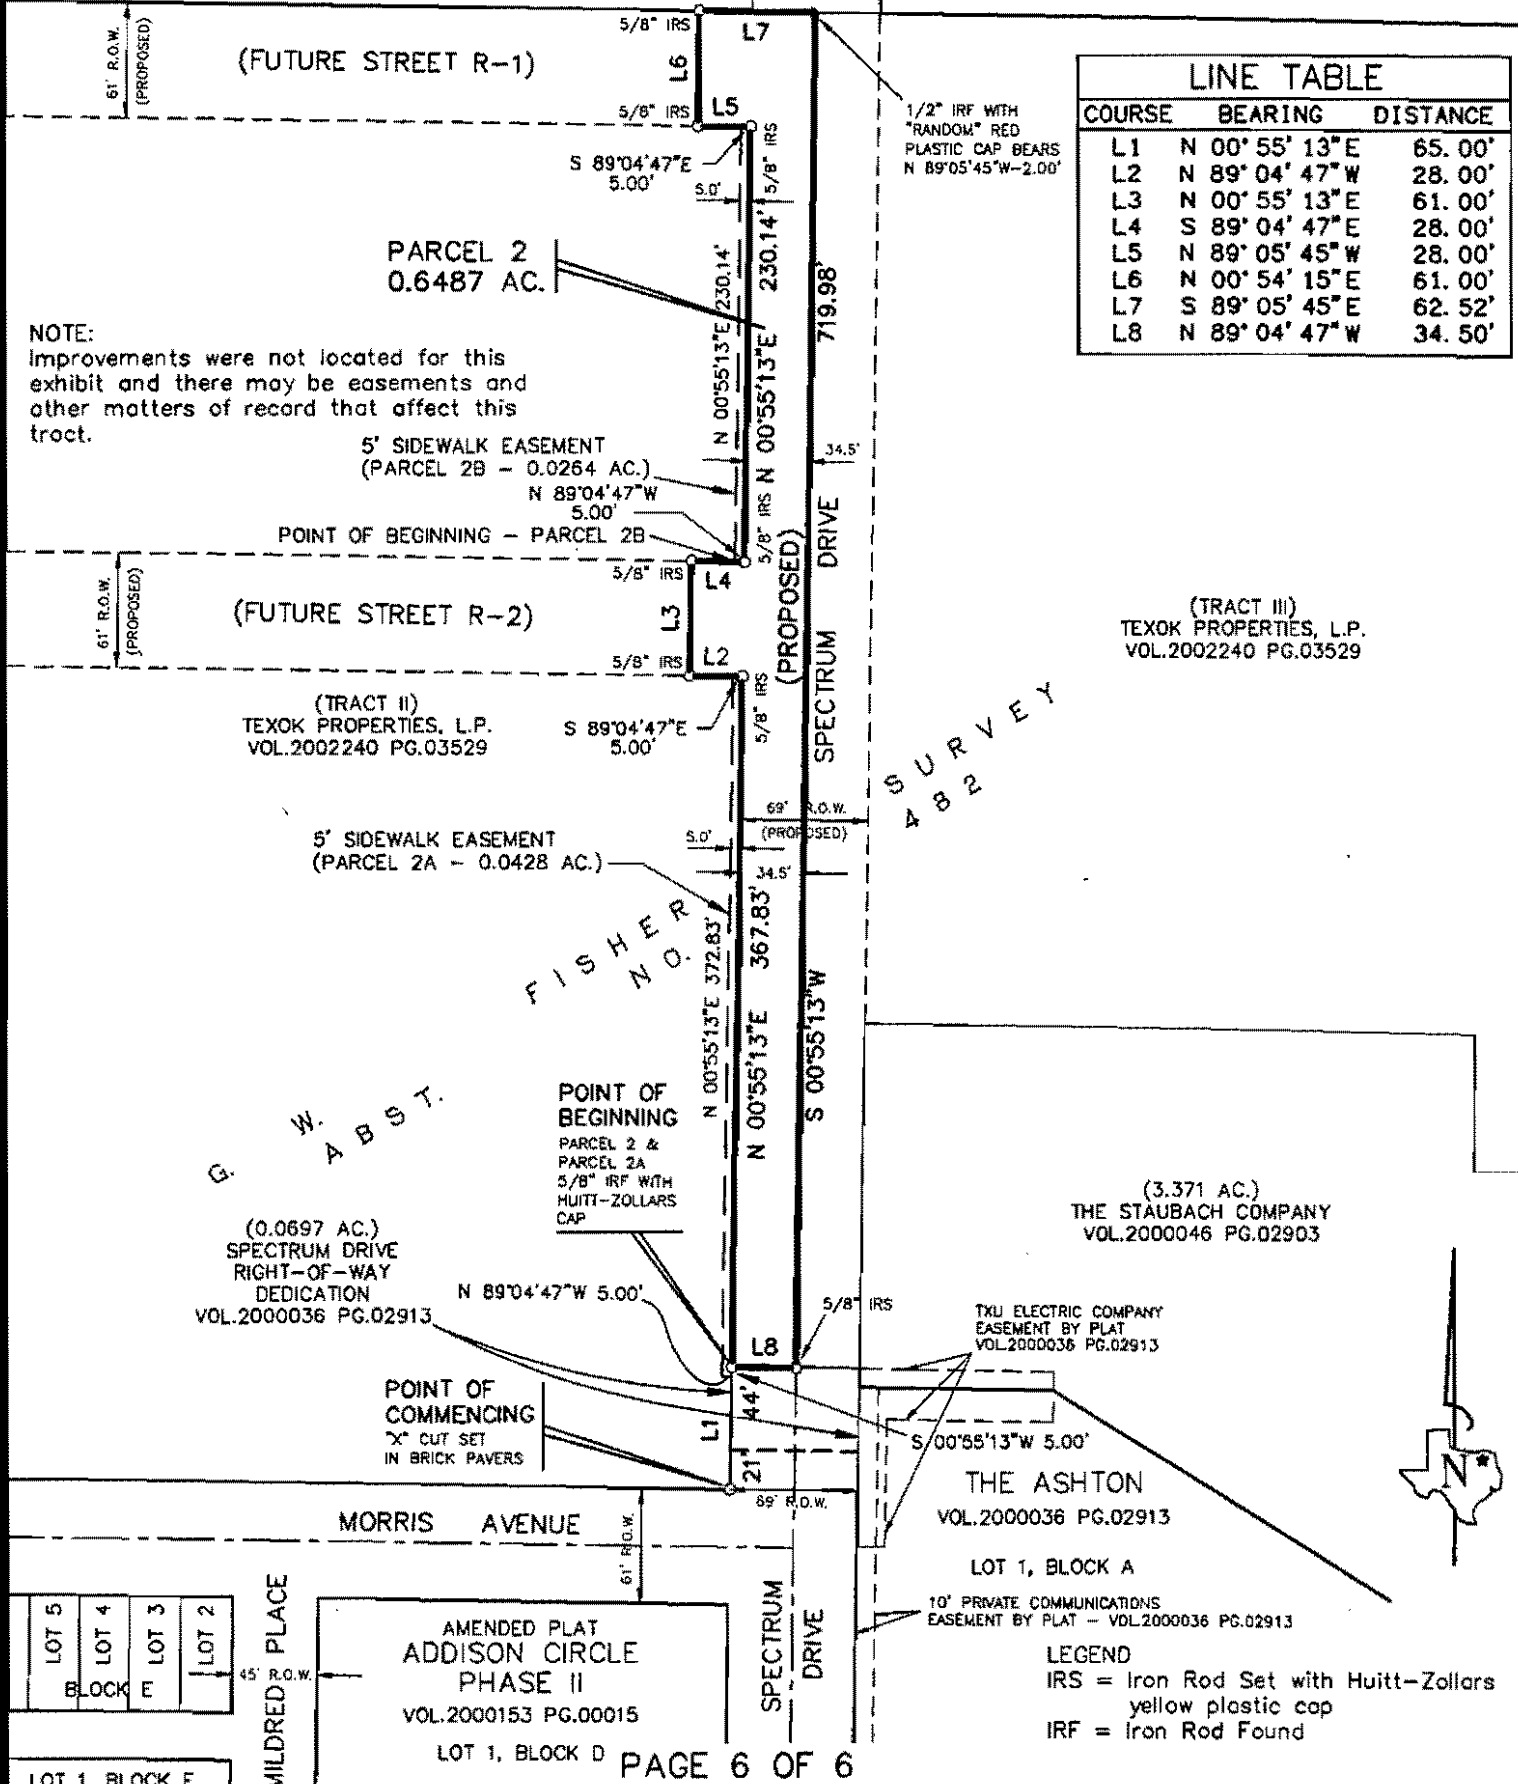 5/8" IRS
L7
61' R.O.W.
(PROPOSED)
(FUTURE STREET R-1)
L6
5/8" IRS
L5
S 89°04'47"E
5.00'
5.0'
5/8" IRS
1/2" IRF WITH
"RANDOM" RED
PLASTIC CAP BEARS
N 89°05'45"W-2.00'
LINE TABLE
COURSE BEARING DISTANCE
L1 N 00° 55' 13" E 65. 00'
L2 N 89° 04' 47" W 28. 00'
L3 N 00° 55' 13" E 61. 00'
L4 S 89° 04' 47" E 28. 00'
L5 N 89° 05' 45" W 28. 00'
L6 N 00° 54' 15" E 61. 00'
L7 S 89° 05' 45" E 62. 52'
L8 N 89° 04' 47" W 34. 50'
PARCEL 2
0.6487 AC.
N 00°55'13"E 230.14'
N 00°55'13"E 230.14'
719.98'
NOTE:
Improvements were not located for this
exhibit and there may be easements and
other matters of record that affect this
tract.
5' SIDEWALK EASEMENT
(PARCEL 2B - 0.0264 AC.)
N 89°04'47"W
5.00'
34.5'
POINT OF BEGINNING - PARCEL 2B
5/8" IRS
5/8" IRS
L4
61' R.O.W.
(PROPOSED)
(FUTURE STREET R-2)
L3
5/8" IRS
L2
(PROPOSED)
SPECTRUM DRIVE
(TRACT III)
TEXOK PROPERTIES, L.P.
VOL.2002240 PG.03529
(TRACT II)
TEXOK PROPERTIES, L.P.
VOL.2002240 PG.03529
S 89°04'47"E
5.00'
5/8" IRS
69' R.O.W.
(PROPOSED)
5.0'
34.5'
5' SIDEWALK EASEMENT
(PARCEL 2A - 0.0428 AC.)
G. W. FISHER SURVEY
ABST. NO. 482
N 00°55'13"E 372.83'
N 00°55'13"E 367.83'
S 00°55'13"W
POINT OF
BEGINNING
PARCEL 2 &
PARCEL 2A
5/8" IRF WITH
HUITT-ZOLLARS
CAP
(3.371 AC.)
THE STAUBACH COMPANY
VOL.2000046 PG.02903
(0.0697 AC.)
SPECTRUM DRIVE
RIGHT-OF-WAY
DEDICATION
VOL.2000036 PG.02913
N 89°04'47"W 5.00'
5/8" IRS
TXU ELECTRIC COMPANY
EASEMENT BY PLAT
VOL.2000036 PG.02913
L8
POINT OF
COMMENCING
"X" CUT SET
IN BRICK PAVERS
L1
44'
21'
S 00°55'13"W 5.00'
69' R.O.W.
N
THE ASHTON
VOL.2000036 PG.02913
LOT 1, BLOCK A
MORRIS AVENUE
61' R.O.W.
10' PRIVATE COMMUNICATIONS
EASEMENT BY PLAT - VOL.2000036 PG.02913
LOT 5
LOT 4
LOT 3
LOT 2
BLOCK E
45' R.O.W.
MILDRED PLACE
AMENDED PLAT
ADDISON CIRCLE
PHASE II
VOL.2000153 PG.00015
LOT 1, BLOCK D
SPECTRUM DRIVE
LEGEND
IRS = Iron Rod Set with Huitt-Zollars
yellow plastic cap
IRF = Iron Rod Found
LOT 1, BLOCK F
PAGE 6 OF 6